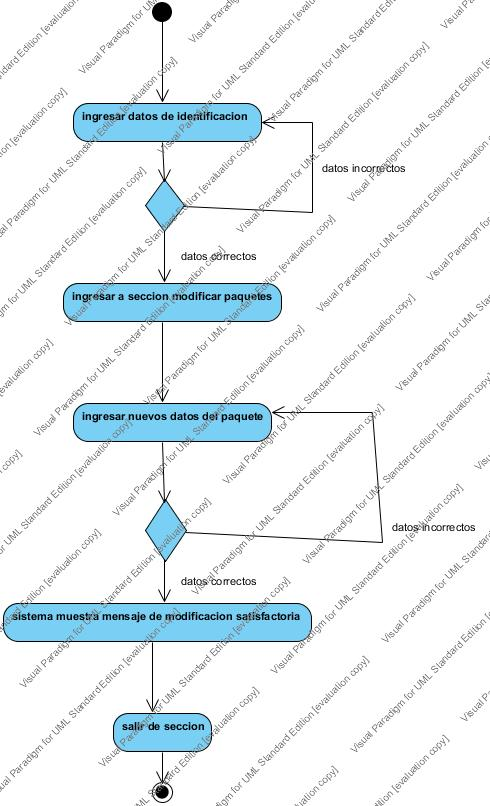 ingresar datos de identificacion
datos incorrectos
datos correctos
ingresar a seccion modificar paquetes
ingresar nuevos datos del paquete
datos incorrectos
datos correctos
sistema muestra mensaje de modificacion satisfactoria
salir de seccion
Visual Paradigm for UML Standard Edition [evaluation copy]